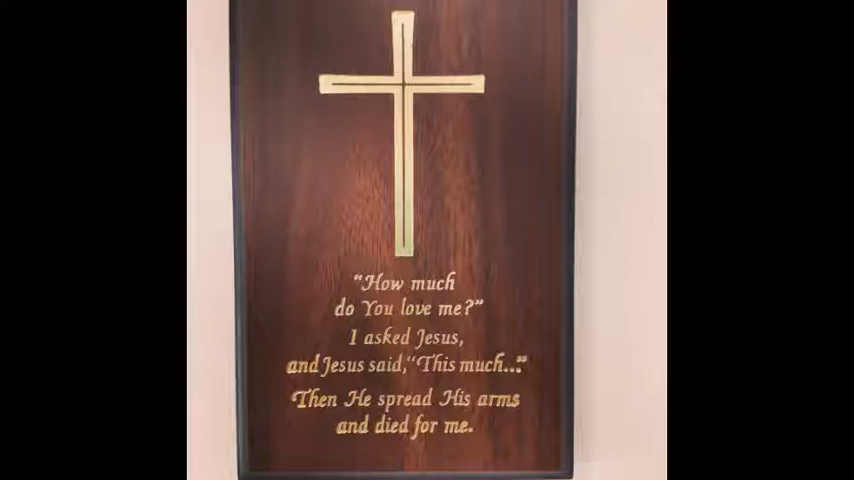 "How much
do You love me?"
I asked Jesus,
and Jesus said, "This much..."
Then He spread His arms
and died for me.